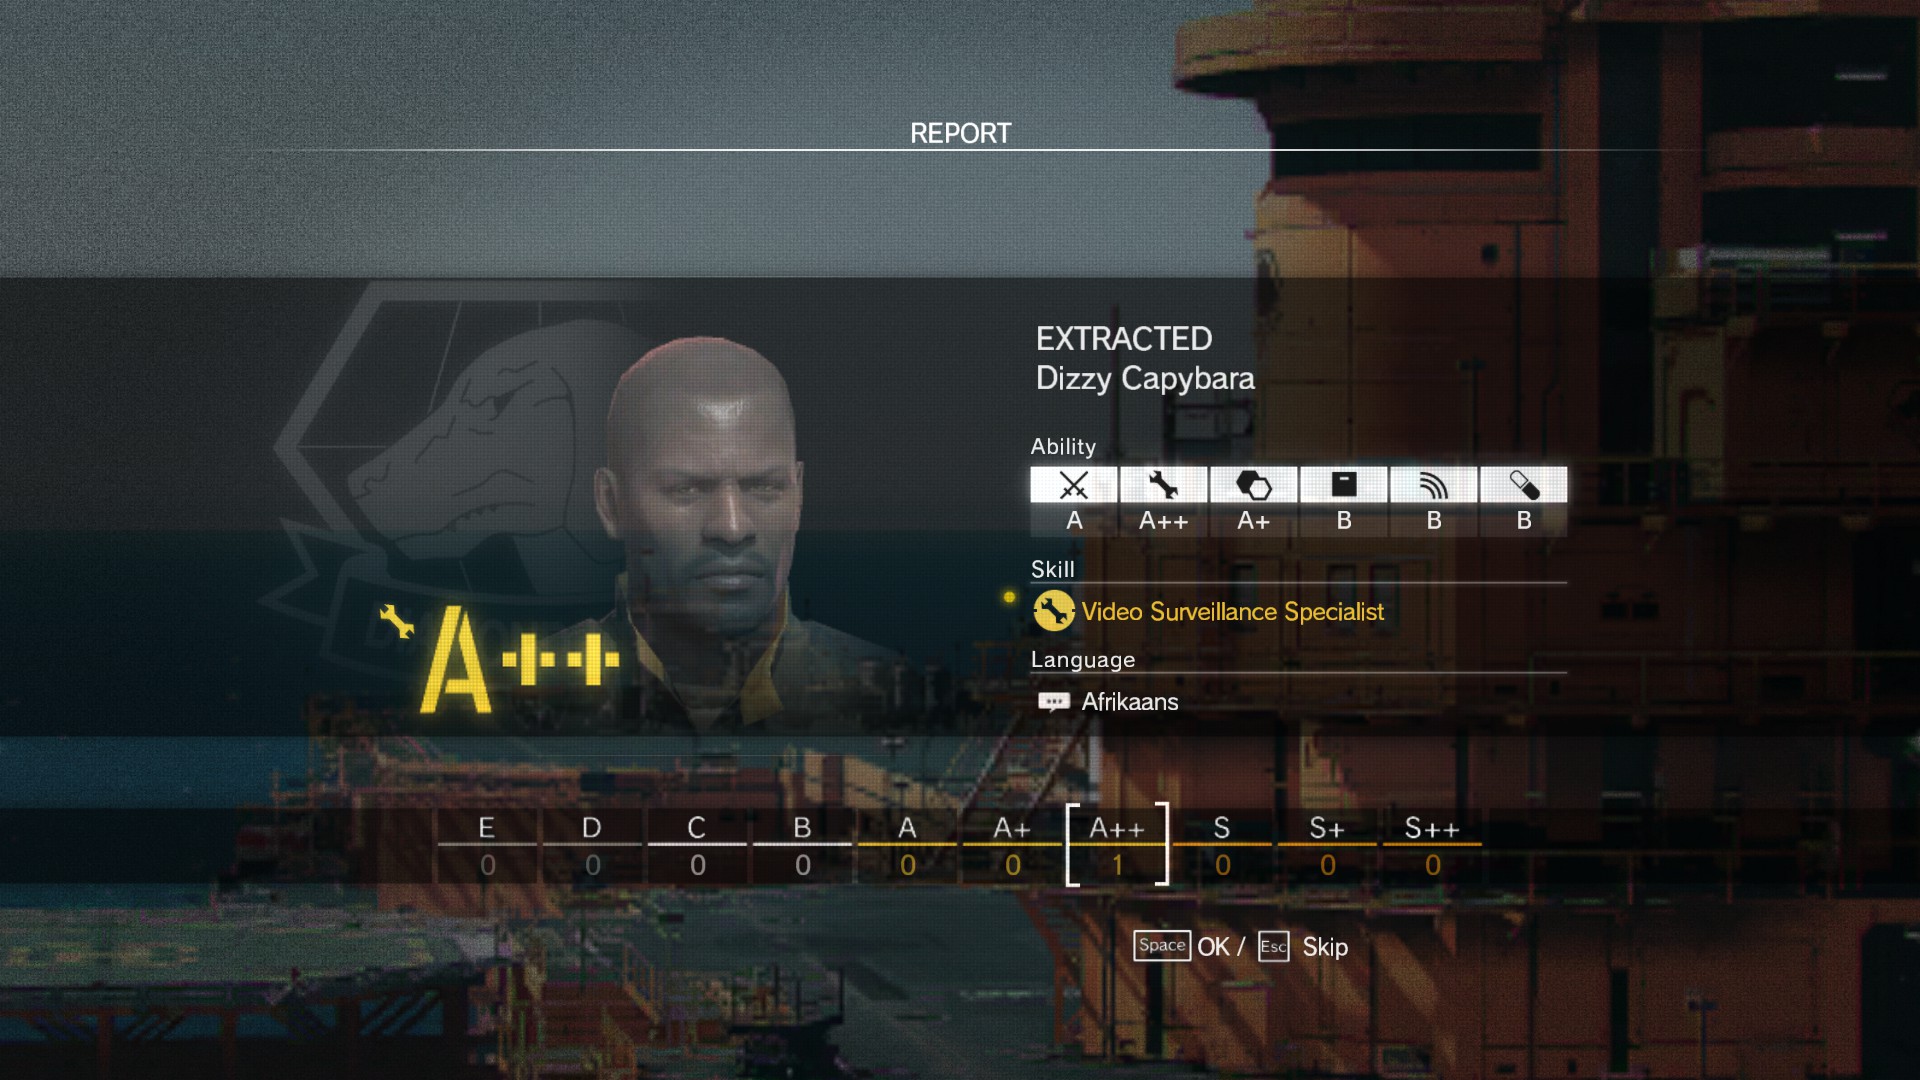 REPORT
EXTRACTED
Dizzy Capybara
Ability
A A++ A+ B B B
Skill
Video Surveillance Specialist
Language
Afrikaans
A++
E D C B A A+ A++ S S+ S++
0 0 0 0 0 0 1 0 0 0
Space OK / Esc Skip